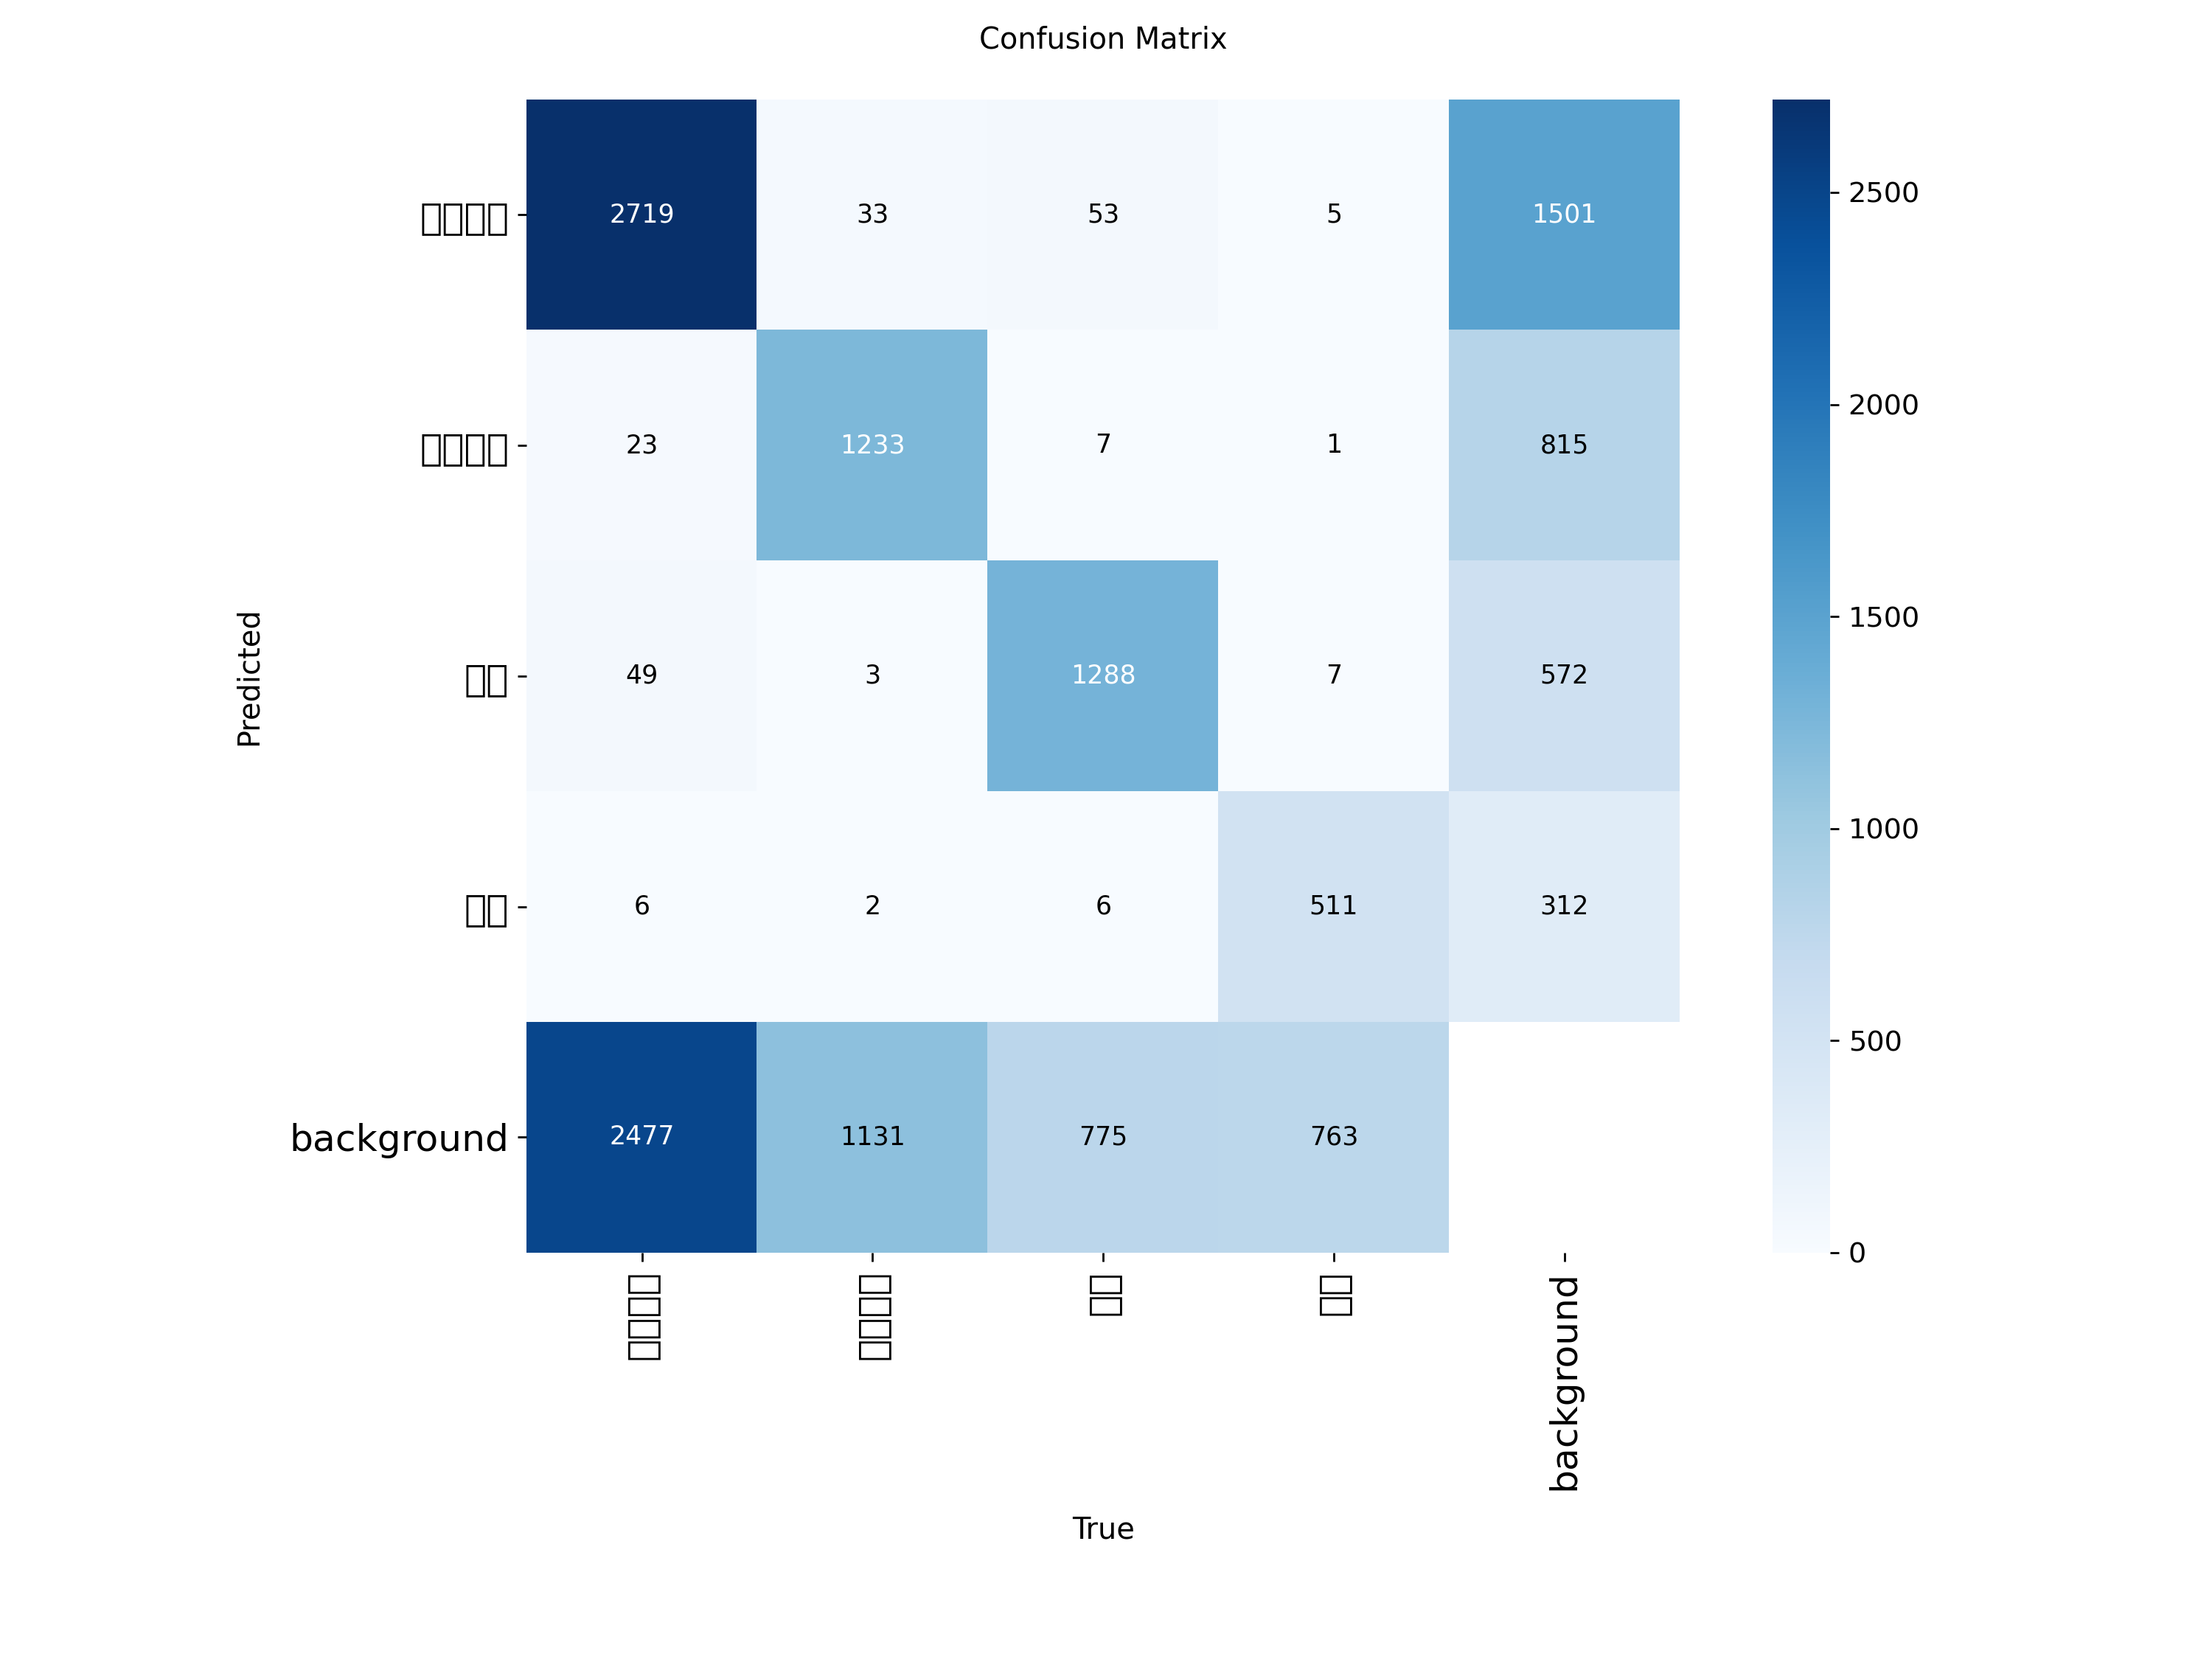 Confusion Matrix
2719 33 53 5 1501
23 1233 7 1 815
49 3 1288 7 572
6 2 6 511 312
background 2477 1131 775 763
background
Predicted
True
2500
2000
1500
1000
500
0